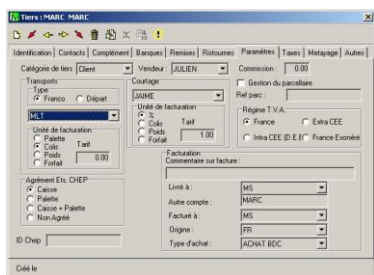 Tiers : MARC MARC
Identification Contacts Complément Banques Remises Ristournes Paramètres Taxes Metayage Autres
Catégorie de tiers Client Vendeur : JULIEN Commission : 0.00
Transports Courtage Gestion du parcellaire
Type JAIME Ref parc :
Franco Départ Unité de facturation Régime T.V.A.
MLT % France Extra CEE
Unité de facturation Colis Tarif Intra CEE (D.E.B( France Exonéré
Palette Poids 1.00
Colis Tarif Forfait
Poids 0.00
Forfait
Facturation
Commentaire sur facture :
Agrément Ets. CHEP
Caisse Livré à : MS
Palette Autre compte : MARC
Caisse + Palette Facturé à : MS
Non Agréé Origine : FR
ID Chep Type d'achat : ACHAT BDC
Créé le